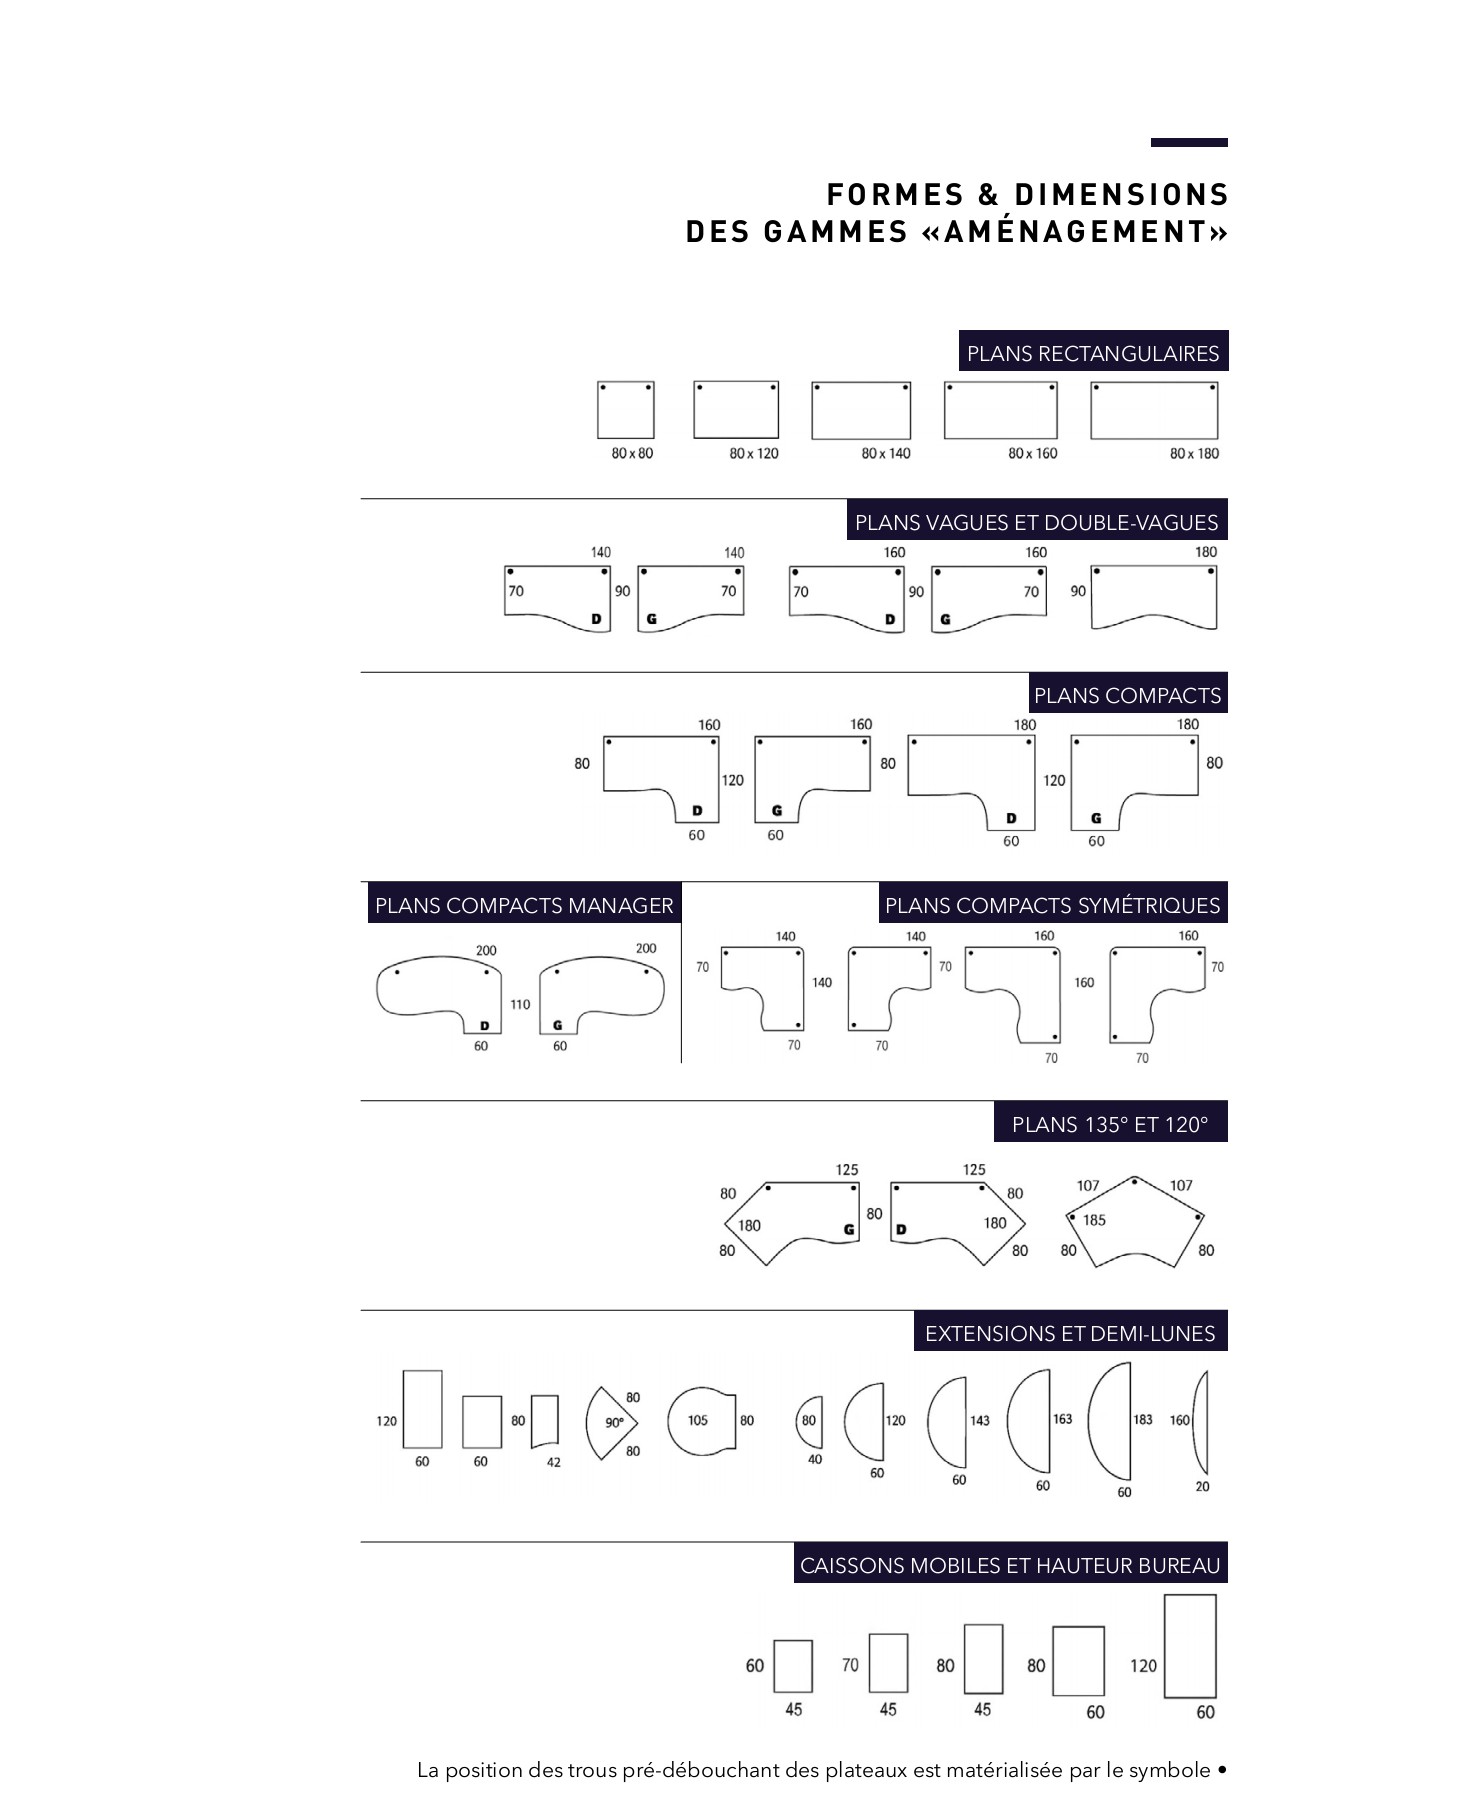 FORMES & DIMENSIONS
DES GAMMES «AMÉNAGEMENT»
PLANS RECTANGULAIRES
80 x 80 80 x 120 80 x 140 80 x 160 80 x 180
PLANS VAGUES ET DOUBLE-VAGUES
140 140 160 160 180
70 90 70 70 90 70 90
D G D G
PLANS COMPACTS
160 160 180 180
80 80 80
120 120
D G D G
60 60 60 60
PLANS COMPACTS MANAGER
200 200
110
D G
60 60
PLANS COMPACTS SYMÉTRIQUES
140 140 160 160
70 70 70
140 160
70 70 70 70
PLANS 135° ET 120°
125 125
80 80 107 107
80
180 G D 180 185
80 80 80 80
EXTENSIONS ET DEMI-LUNES
80
120 80 90° 105 80 80 120 143 163 183 160
80
60 60 42 40 60 60 60 60 20
CAISSONS MOBILES ET HAUTEUR BUREAU
60 70 80 80 120
45 45 45 60 60
La position des trous pré-débouchant des plateaux est matérialisée par le symbole •